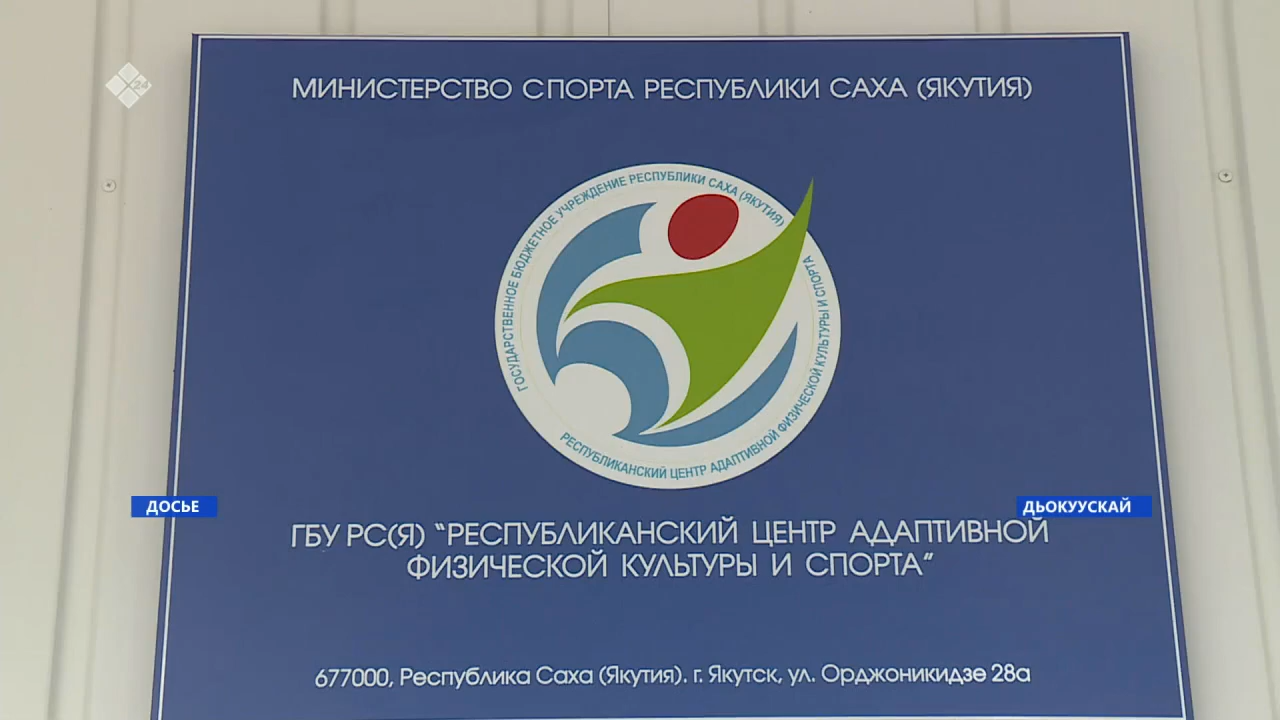 МИНИСТЕРСТВО СПОРТА РЕСПУБЛИКИ САХА (ЯКУТИЯ)
24
ГОСУДАРСТВЕННОЕ БЮДЖЕТНОЕ УЧРЕЖДЕНИЕ РЕСПУБЛИКИ САХА (ЯКУТИЯ)
РЕСПУБЛИКАНСКИЙ ЦЕНТР АДАПТИВНОЙ ФИЗИЧЕСКОЙ КУЛЬТУРЫ И СПОРТА
ДОСЬЕ
ДЬОКУУСКАЙ
ГБУ РС(Я) “РЕСПУБЛИКАНСКИЙ ЦЕНТР АДАПТИВНОЙ
ФИЗИЧЕСКОЙ КУЛЬТУРЫ И СПОРТА”
677000, Республика Саха (Якутия). г. Якутск, ул. Орджоникидзе 28а